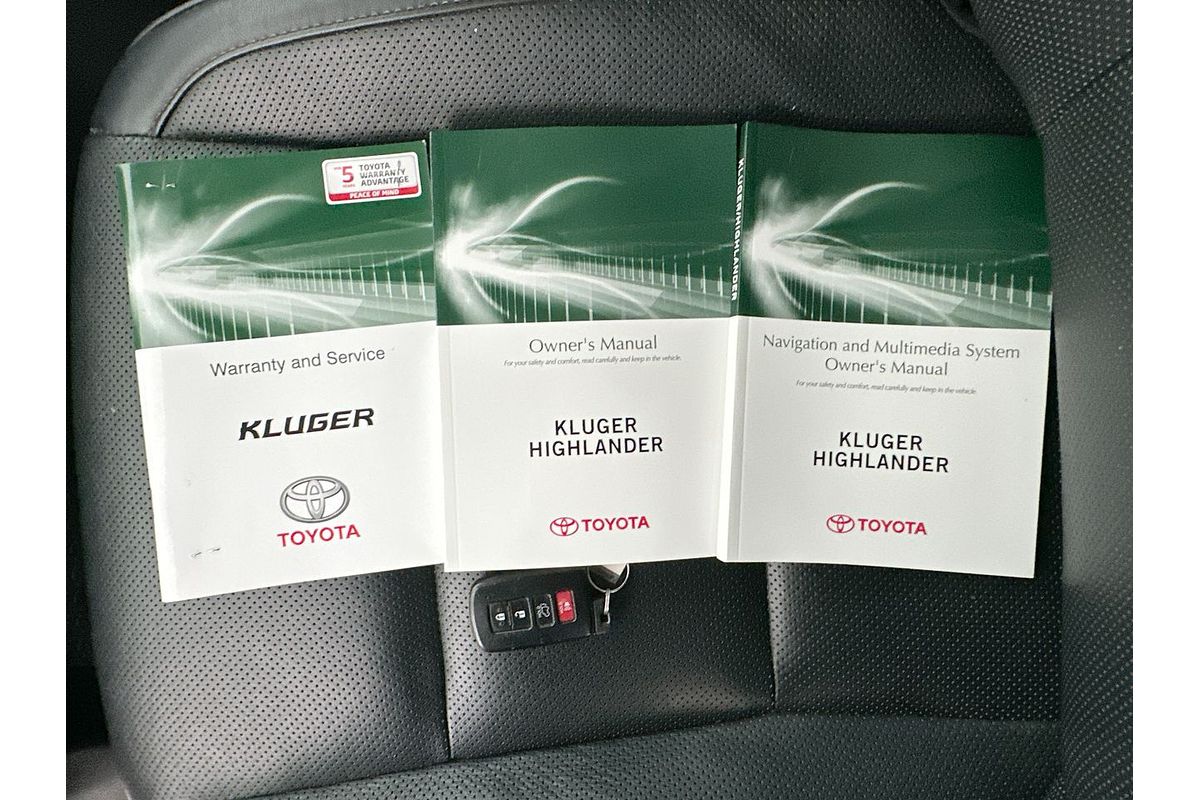 5
YEARS
TOYOTA
WARRANTY
ADVANTAGE
PEACE OF MIND
Warranty and Service
KLUGER
TOYOTA
Owner's Manual
For your safety and comfort, read carefully and keep in the vehicle.
KLUGER
HIGHLANDER
TOYOTA
KLUGER/HIGHLANDER
Navigation and Multimedia System
Owner's Manual
For your safety and comfort, read carefully and keep in the vehicle.
KLUGER
HIGHLANDER
TOYOTA